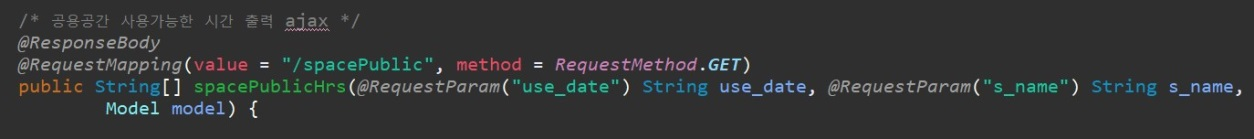 /* 공용공간 사용가능한 시간 출력 ajax */
@ResponseBody
@RequestMapping(value = "/spacePublic", method = RequestMethod.GET)
public String[] spacePublicHrs(@RequestParam("use_date") String use_date, @RequestParam("s_name") String s_name,
Model model) {